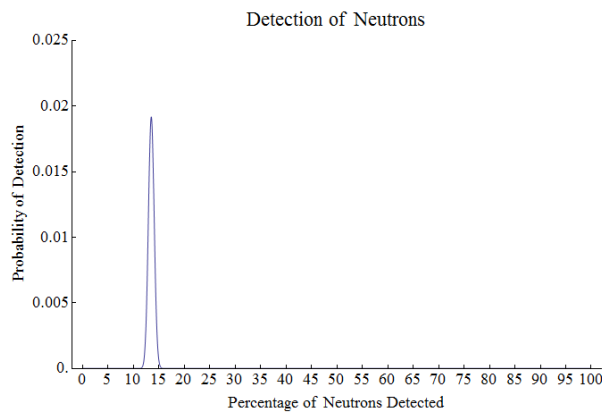 Detection of Neutrons
Probability of Detection
0.025
0.02
0.015
0.01
0.005
0.
0 5 10 15 20 25 30 35 40 45 50 55 60 65 70 75 80 85 90 95 100
Percentage of Neutrons Detected